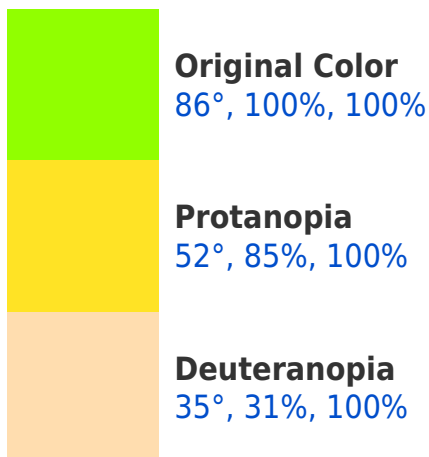 Original Color
86°, 100%, 100%
Protanopia
52°, 85%, 100%
Deuteranopia
35°, 31%, 100%